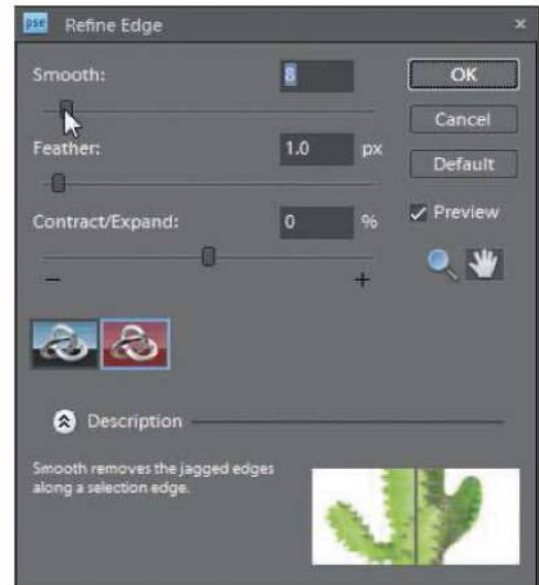 pse Refine Edge ×
Smooth: 8 OK
Cancel
Feather: 1.0 px
Default
Contract/Expand: 0 % Preview
− +
Description
Smooth removes the jagged edges
along a selection edge.